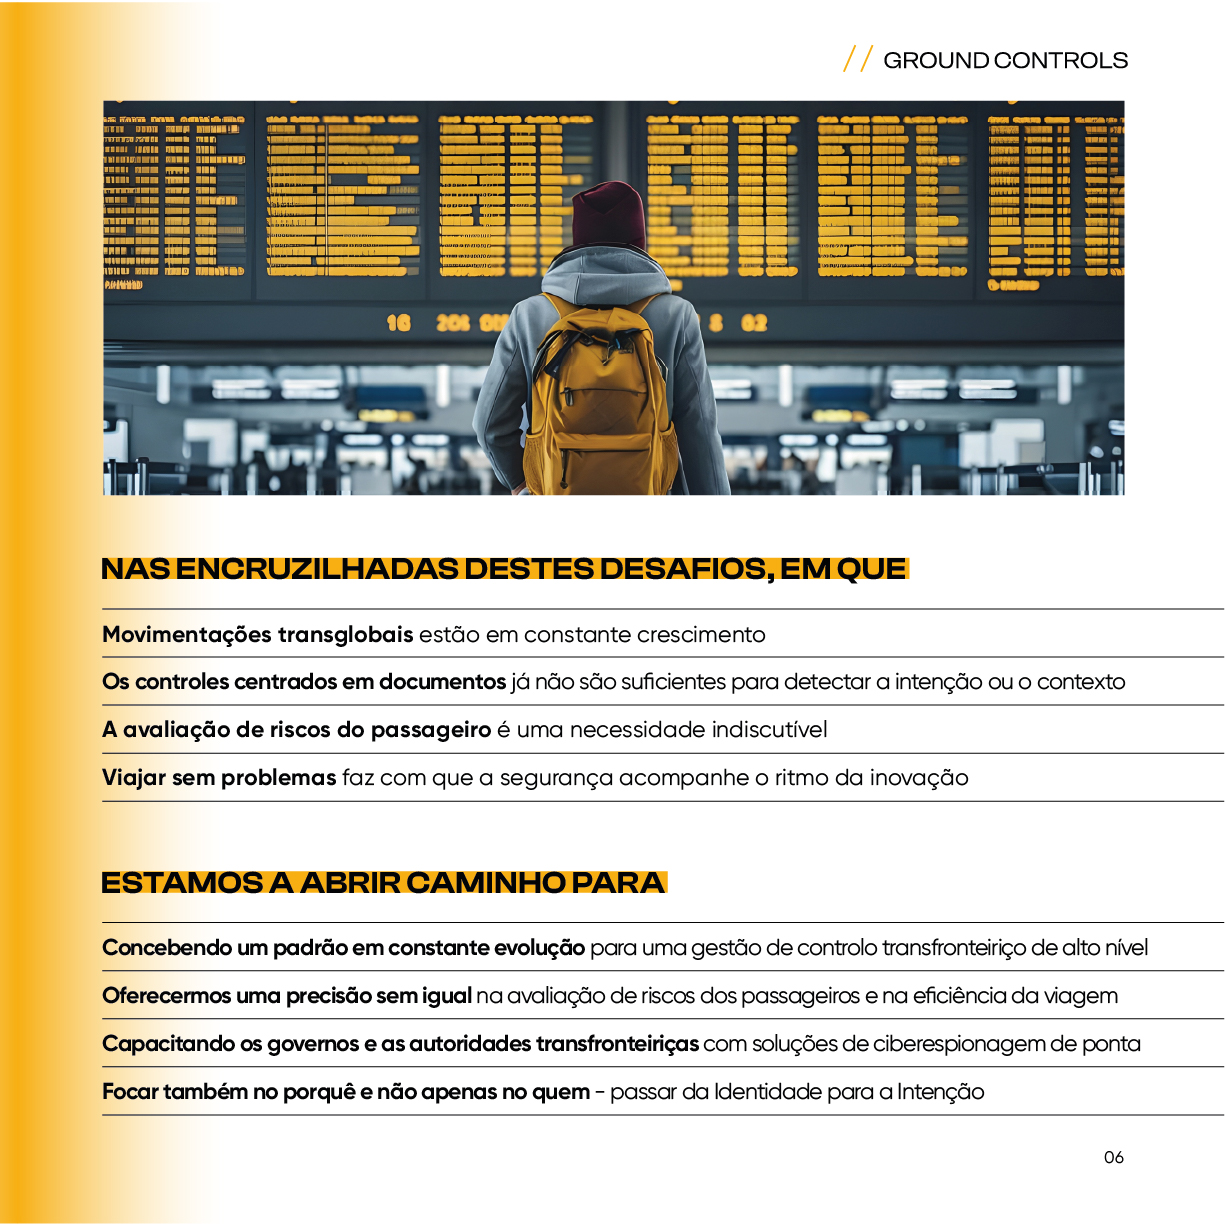 // GROUND CONTROLS
16
02
NAS ENCRUZILHADAS DESTES DESAFIOS, EM QUE
Movimentações transglobais estão em constante crescimento
Os controles centrados em documentos já não são suficientes para detectar a intenção ou o contexto
A avaliação de riscos do passageiro é uma necessidade indiscutível
Viajar sem problemas faz com que a segurança acompanhe o ritmo da inovação
ESTAMOS A ABRIR CAMINHO PARA
Concebendo um padrão em constante evolução para uma gestão de controlo transfronteiriço de alto nível
Oferecermos uma precisão sem igual na avaliação de riscos dos passageiros e na eficiência da viagem
Capacitando os governos e as autoridades transfronteiriças com soluções de ciberespionagem de ponta
Focar também no porquê e não apenas no quem - passar da Identidade para a Intenção
06